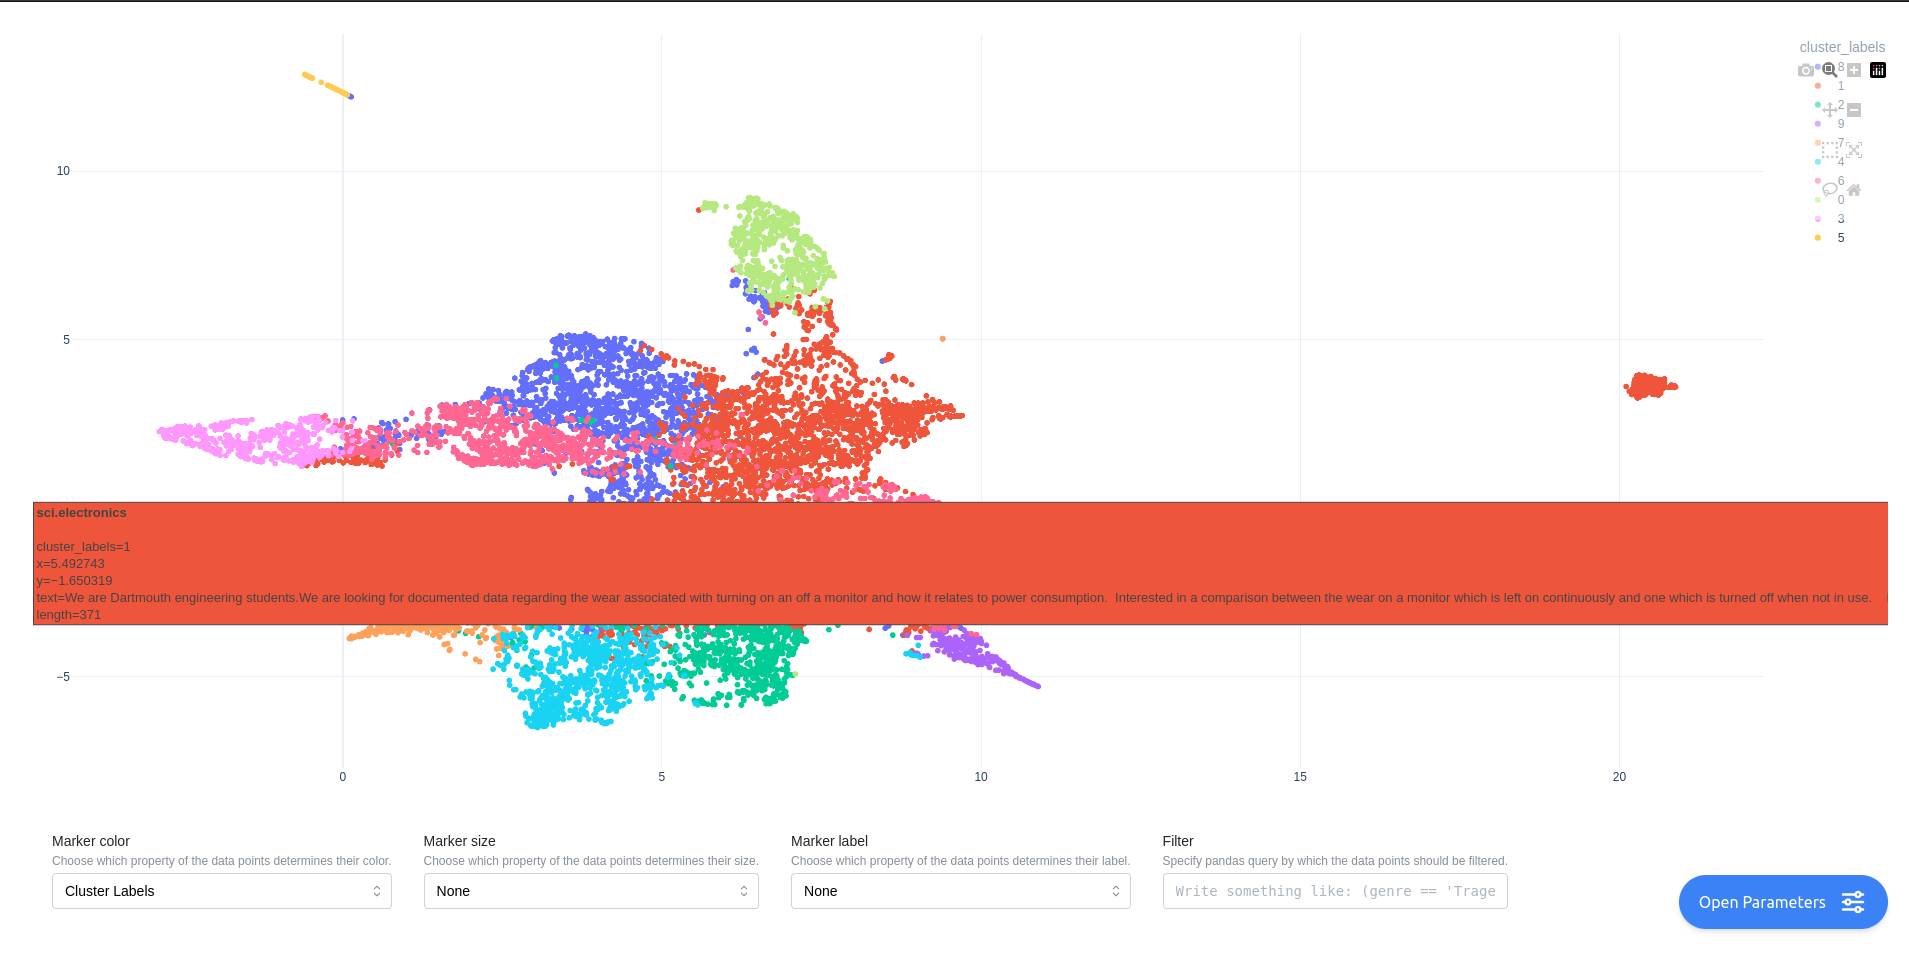 cluster_labels
8
1
2
9
7
4
6
0
3
5
10
5
−5
0
5
10
15
20
sci.electronics
cluster_labels=1
x=5.492743
y=−1.650319
text=We are Dartmouth engineering students.We are looking for documented data regarding the wear associated with turning on an off a monitor and how it relates to power consumption.  Interested in a comparison between the wear on a monitor which is left on continuously and one which is turned off when not in use.
length=371
Marker color
Choose which property of the data points determines their color.
Cluster Labels
Marker size
Choose which property of the data points determines their size.
None
Marker label
Choose which property of the data points determines their label.
None
Filter
Specify pandas query by which the data points should be filtered.
Write something like: (genre == 'Trage
Open Parameters